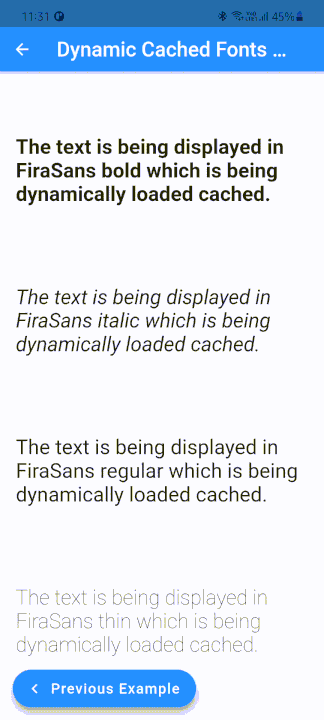 11:31 45%
Dynamic Cached Fonts ...
The text is being displayed in
FiraSans bold which is being
dynamically loaded cached.
The text is being displayed in
FiraSans italic which is being
dynamically loaded cached.
The text is being displayed in
FiraSans regular which is being
dynamically loaded cached.
The text is being displayed in
FiraSans thin which is being
dynamically loaded cached.
Previous Example